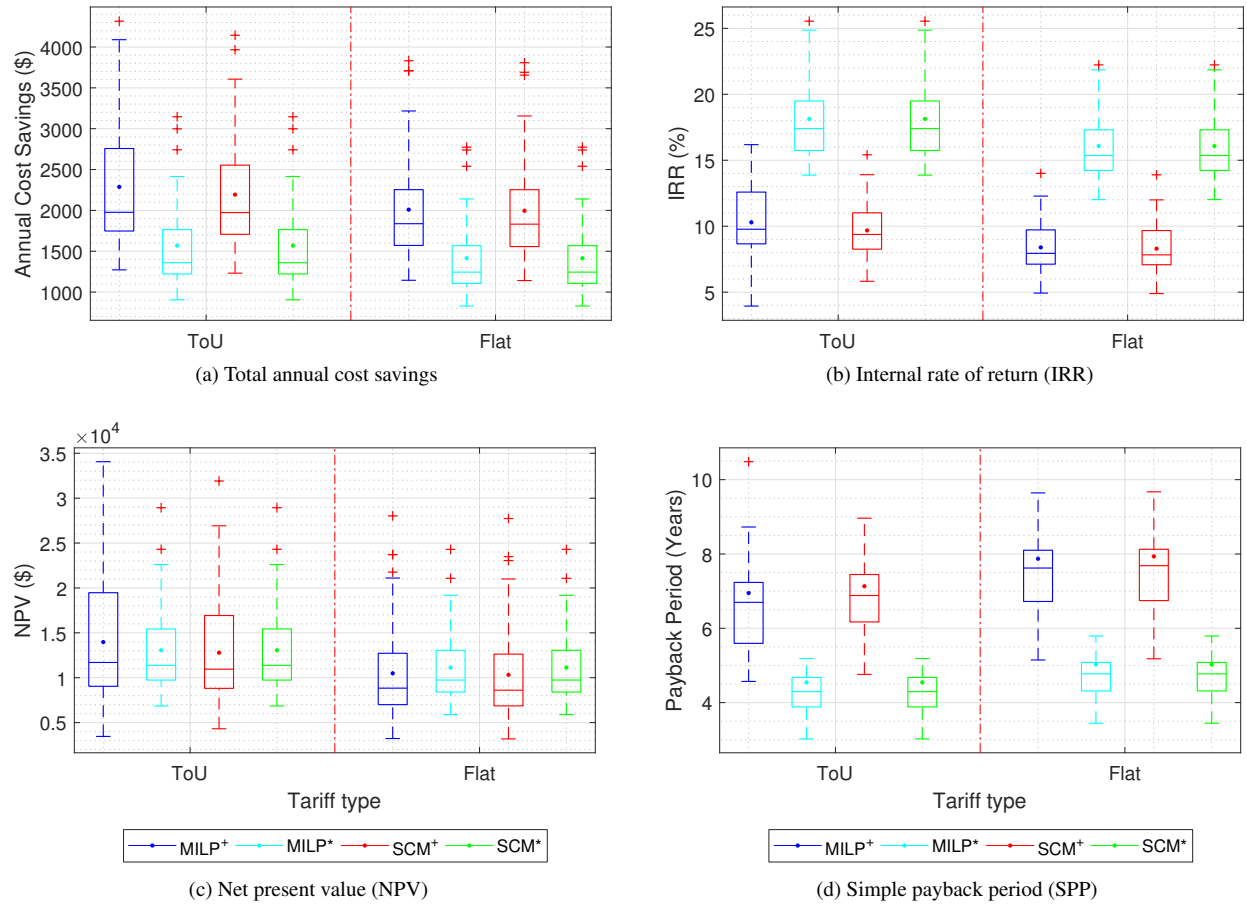 4000
3500
3000
2500
2000
1500
1000
Annual Cost Savings ($)
ToU Flat
(a) Total annual cost savings
25
20
15
10
5
IRR (%)
ToU Flat
(b) Internal rate of return (IRR)
×10⁴
3.5
3
2.5
2
1.5
1
0.5
NPV ($)
ToU Flat
Tariff type
MILP⁺ MILP* SCM⁺ SCM*
(c) Net present value (NPV)
10
8
6
4
Payback Period (Years)
ToU Flat
Tariff type
MILP⁺ MILP* SCM⁺ SCM*
(d) Simple payback period (SPP)